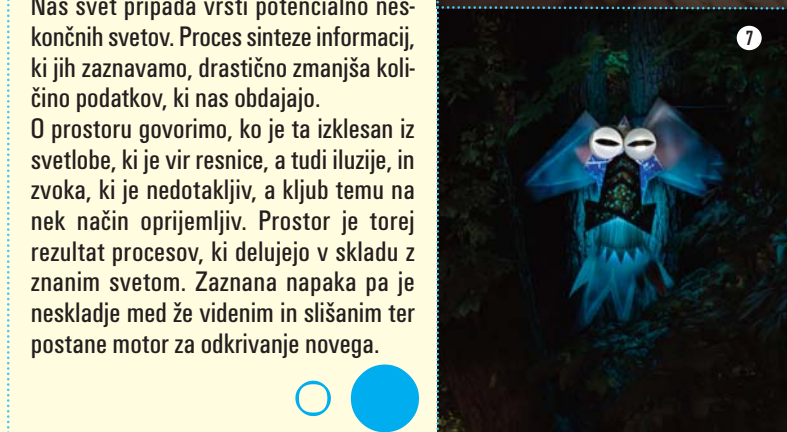 Naš svet pripada vrsti potencialno nes-
končnih svetov. Proces sinteze informacij,
ki jih zaznavamo, drastično zmanjša koli-
čino podatkov, ki nas obdajajo.
O prostoru govorimo, ko je ta izklesan iz
svetlobe, ki je vir resnice, a tudi iluzije, in
zvoka, ki je nedotakljiv, a kljub temu na
nek način oprijemljiv. Prostor je torej
rezultat procesov, ki delujejo v skladu z
znanim svetom. Zaznana napaka pa je
neskladje med že videnim in slišanim ter
postane motor za odkrivanje novega.
7